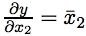 ∂y/∂x₂ = x̄₂